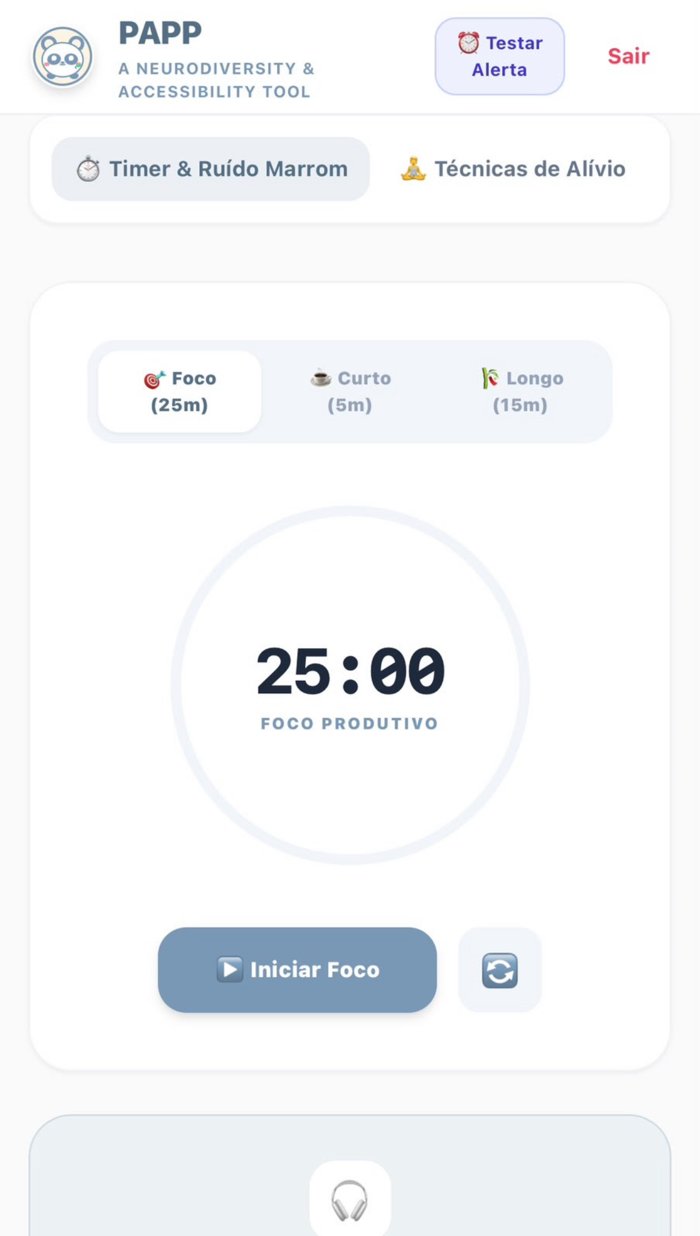 PAPP
A NEURODIVERSITY &
ACCESSIBILITY TOOL
Testar
Alerta
Sair
Timer & Ruído Marrom
Técnicas de Alívio
Foco
(25m)
Curto
(5m)
Longo
(15m)
25:00
FOCO PRODUTIVO
Iniciar Foco